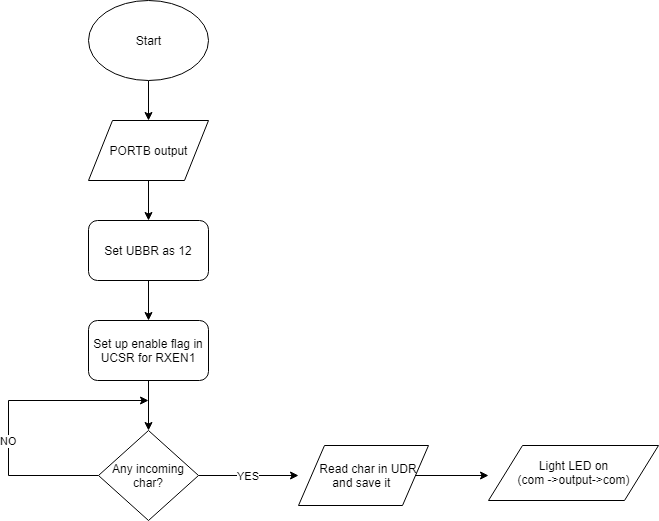 Start
PORTB output
Set UBBR as 12
Set up enable flag in
UCSR for RXEN1
NO
Any incoming
char?
YES
Read char in UDR
and save it
Light LED on
(com ->output->com)